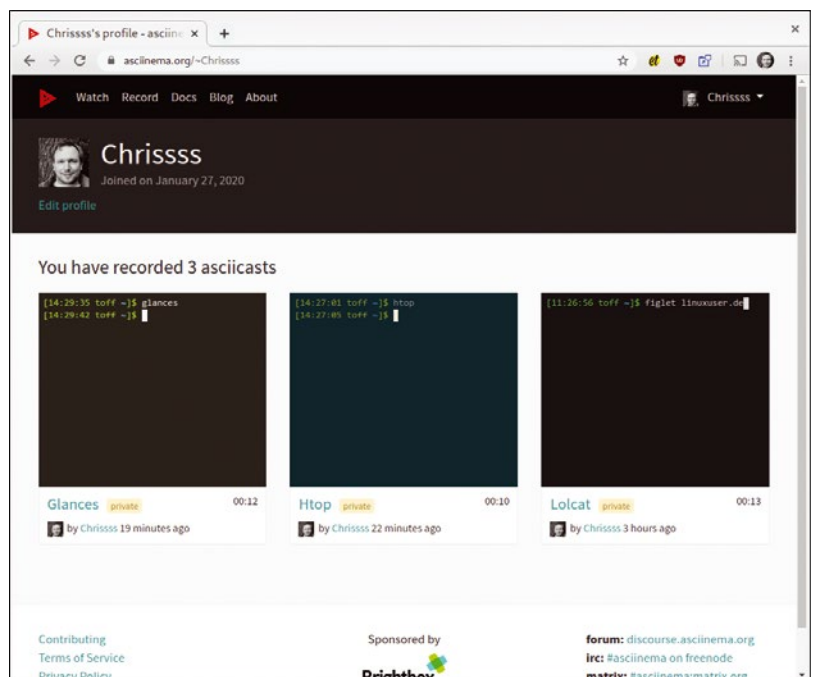 Chrissss's profile - asciine
asciinema.org/~Chrissss
Watch Record Docs Blog About
Chrissss
Chrissss
Joined on January 27, 2020
Edit profile
You have recorded 3 asciicasts
[14:29:35 toff ~]$ glances
[14:29:42 toff ~]$
[14:27:01 toff ~]$ htop
[14:27:05 toff ~]$
[11:26:56 toff ~]$ figlet linuxuser.de
Glances private 00:12
by Chrissss 19 minutes ago
Htop private 00:10
by Chrissss 22 minutes ago
Lolcat private 00:13
by Chrissss 3 hours ago
Contributing
Terms of Service
Privacy Policy
Sponsored by
Brightbox
forum: discourse.asciinema.org
irc: #asciinema on freenode
matrix: #asciinema:matrix.org